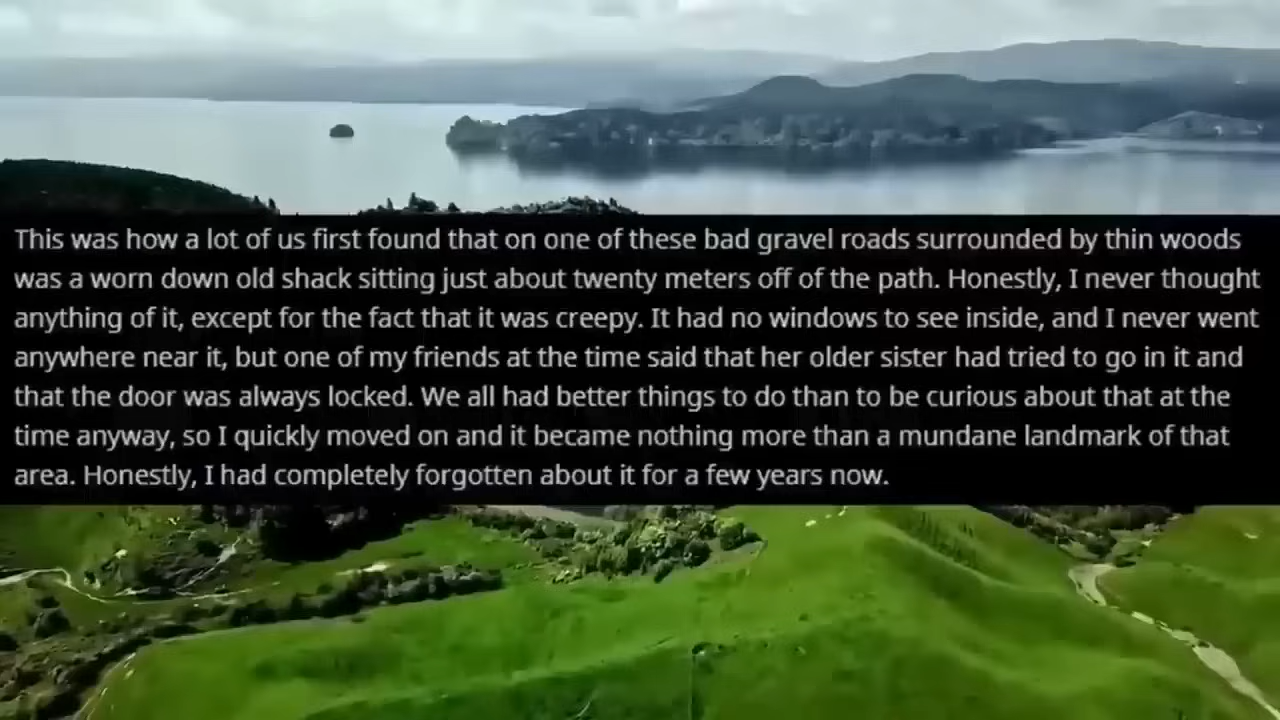 This was how a lot of us first found that on one of these bad gravel roads surrounded by thin woods
was a worn down old shack sitting just about twenty meters off of the path. Honestly, I never thought
anything of it, except for the fact that it was creepy. It had no windows to see inside, and I never went
anywhere near it, but one of my friends at the time said that her older sister had tried to go in it and
that the door was always locked. We all had better things to do than to be curious about that at the
time anyway, so I quickly moved on and it became nothing more than a mundane landmark of that
area. Honestly, I had completely forgotten about it for a few years now.